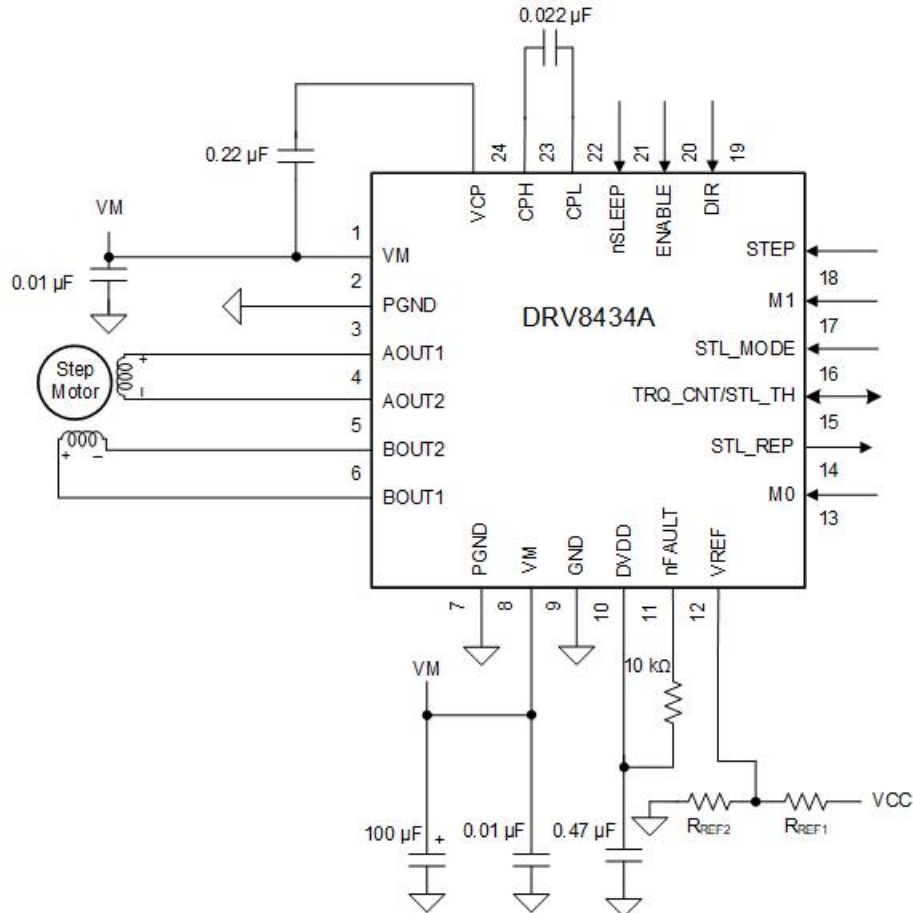 0.022 µF
0.22 µF
24
23
22
21
20
19
VCP
CPH
CPL
nSLEEP
ENABLE
DIR
VM
0.01 µF
1
VM
2
PGND
3
AOUT1
4
AOUT2
5
BOUT2
6
BOUT1
Step
Motor
+
–
+
–
DRV8434A
STEP
18
M1
17
STL_MODE
16
TRQ_CNT/STL_TH
15
STL_REP
14
M0
13
PGND
VM
GND
DVDD
nFAULT
VREF
7
8
9
10
11
12
10 kΩ
VM
100 µF
+
0.01 µF
0.47 µF
RREF2
RREF1
VCC